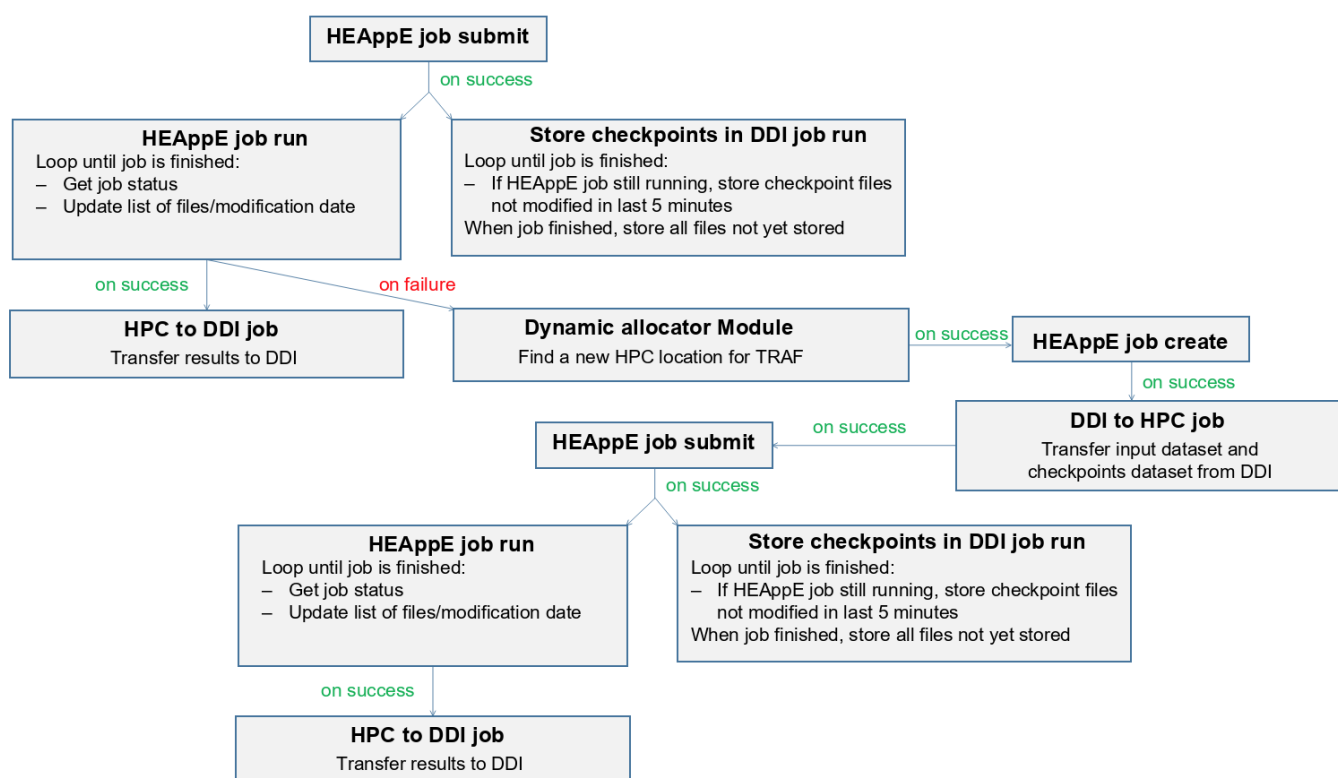 HEAppE job submit
on success
HEAppE job run
Loop until job is finished:
– Get job status
– Update list of files/modification date
Store checkpoints in DDI job run
Loop until job is finished:
– If HEAppE job still running, store checkpoint files
not modified in last 5 minutes
When job finished, store all files not yet stored
on success
on failure
HPC to DDI job
Transfer results to DDI
Dynamic allocator Module
Find a new HPC location for TRAF
on success
HEAppE job create
on success
DDI to HPC job
Transfer input dataset and
checkpoints dataset from DDI
on success
HEAppE job submit
on success
HEAppE job run
Loop until job is finished:
– Get job status
– Update list of files/modification date
Store checkpoints in DDI job run
Loop until job is finished:
– If HEAppE job still running, store checkpoint files
not modified in last 5 minutes
When job finished, store all files not yet stored
on success
HPC to DDI job
Transfer results to DDI